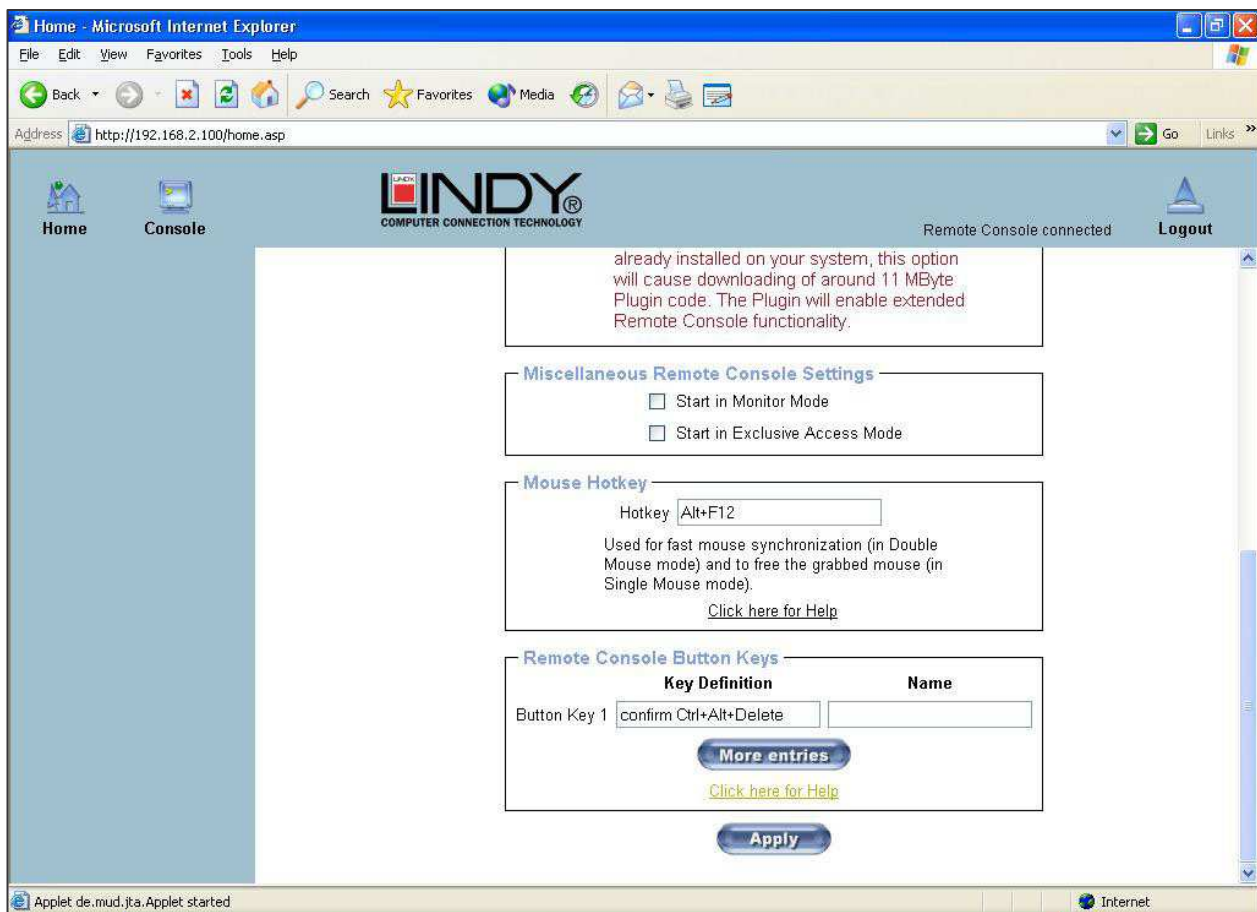 Home - Microsoft Internet Explorer
File Edit View Favorites Tools Help
Back Search Favorites Media
Address http://192.168.2.100/home.asp Go Links »
LINDY
LINDY®
COMPUTER CONNECTION TECHNOLOGY
Home Console Remote Console connected Logout
already installed on your system, this option
will cause downloading of around 11 MByte
Plugin code. The Plugin will enable extended
Remote Console functionality.
Miscellaneous Remote Console Settings
Start in Monitor Mode
Start in Exclusive Access Mode
Mouse Hotkey
Hotkey Alt+F12
Used for fast mouse synchronization (in Double
Mouse mode) and to free the grabbed mouse (in
Single Mouse mode).
Click here for Help
Remote Console Button Keys
Key Definition Name
Button Key 1 confirm Ctrl+Alt+Delete
More entries
Click here for Help
Apply
Applet de.mud.jta.Applet started Internet